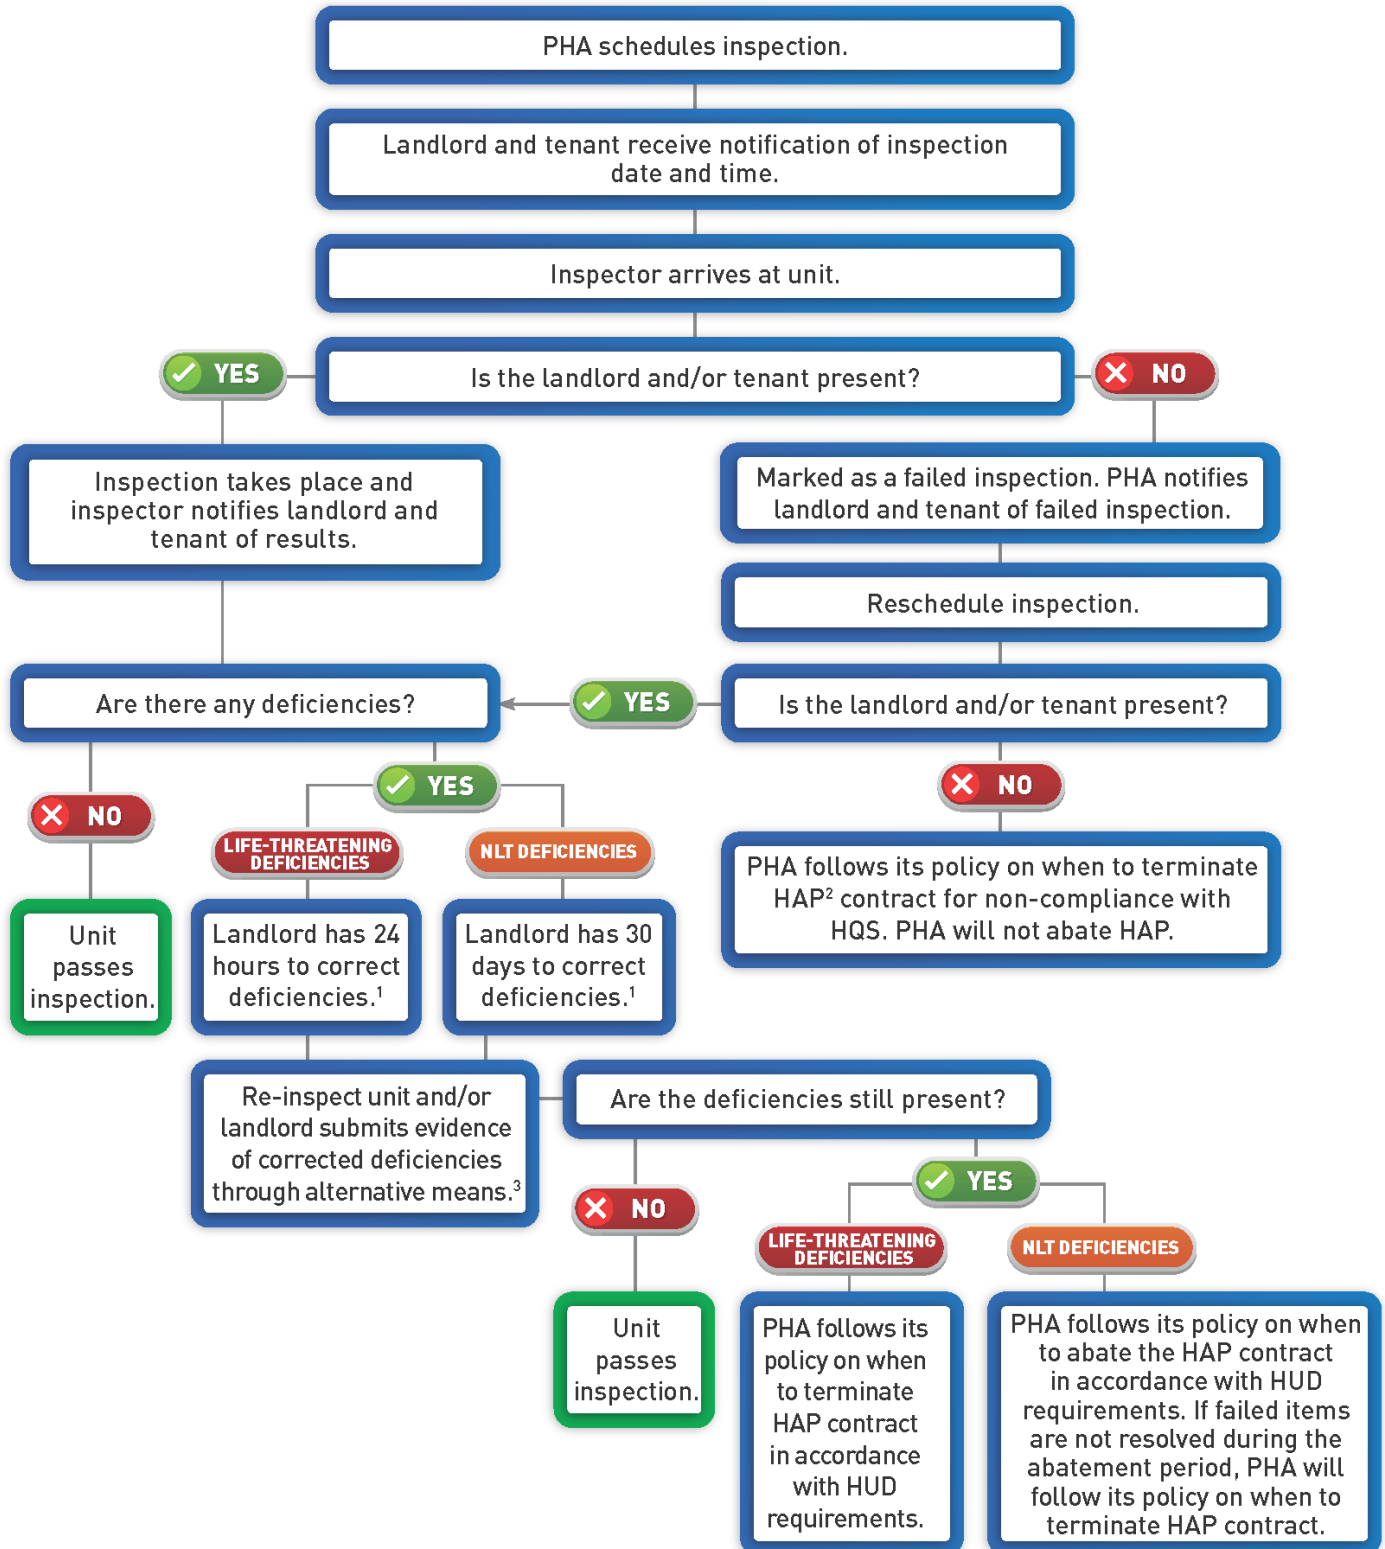 PHA schedules inspection.
Landlord and tenant receive notification of inspection
date and time.
Inspector arrives at unit.
Is the landlord and/or tenant present?
YES
NO
Inspection takes place and
inspector notifies landlord and
tenant of results.
Marked as a failed inspection. PHA notifies
landlord and tenant of failed inspection.
Reschedule inspection.
Are there any deficiencies?
YES
Is the landlord and/or tenant present?
NO
YES
NO
LIFE-THREATENING
DEFICIENCIES
NLT DEFICIENCIES
PHA follows its policy on when to terminate
HAP² contract for non-compliance with
HQS. PHA will not abate HAP.
Unit
passes
inspection.
Landlord has 24
hours to correct
deficiencies.¹
Landlord has 30
days to correct
deficiencies.¹
Re-inspect unit and/or
landlord submits evidence
of corrected deficiencies
through alternative means.³
Are the deficiencies still present?
NO
YES
LIFE-THREATENING
DEFICIENCIES
NLT DEFICIENCIES
Unit
passes
inspection.
PHA follows its
policy on when
to terminate
HAP contract
in accordance
with HUD
requirements.
PHA follows its policy on when
to abate the HAP contract
in accordance with HUD
requirements. If failed items
are not resolved during the
abatement period, PHA will
follow its policy on when to
terminate HAP contract.